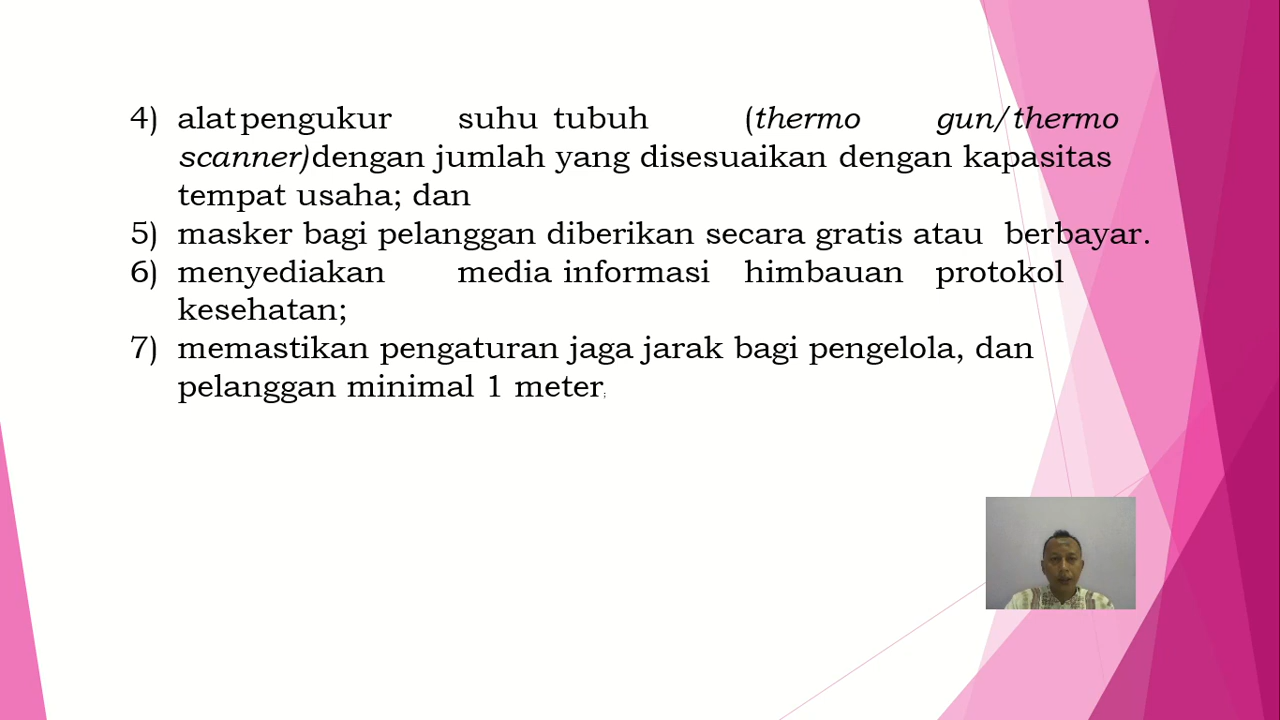 4) alat pengukur suhu tubuh (thermo gun/thermo
scanner)dengan jumlah yang disesuaikan dengan kapasitas
tempat usaha; dan
5) masker bagi pelanggan diberikan secara gratis atau berbayar.
6) menyediakan media informasi himbauan protokol
kesehatan;
7) memastikan pengaturan jaga jarak bagi pengelola, dan
pelanggan minimal 1 meter;